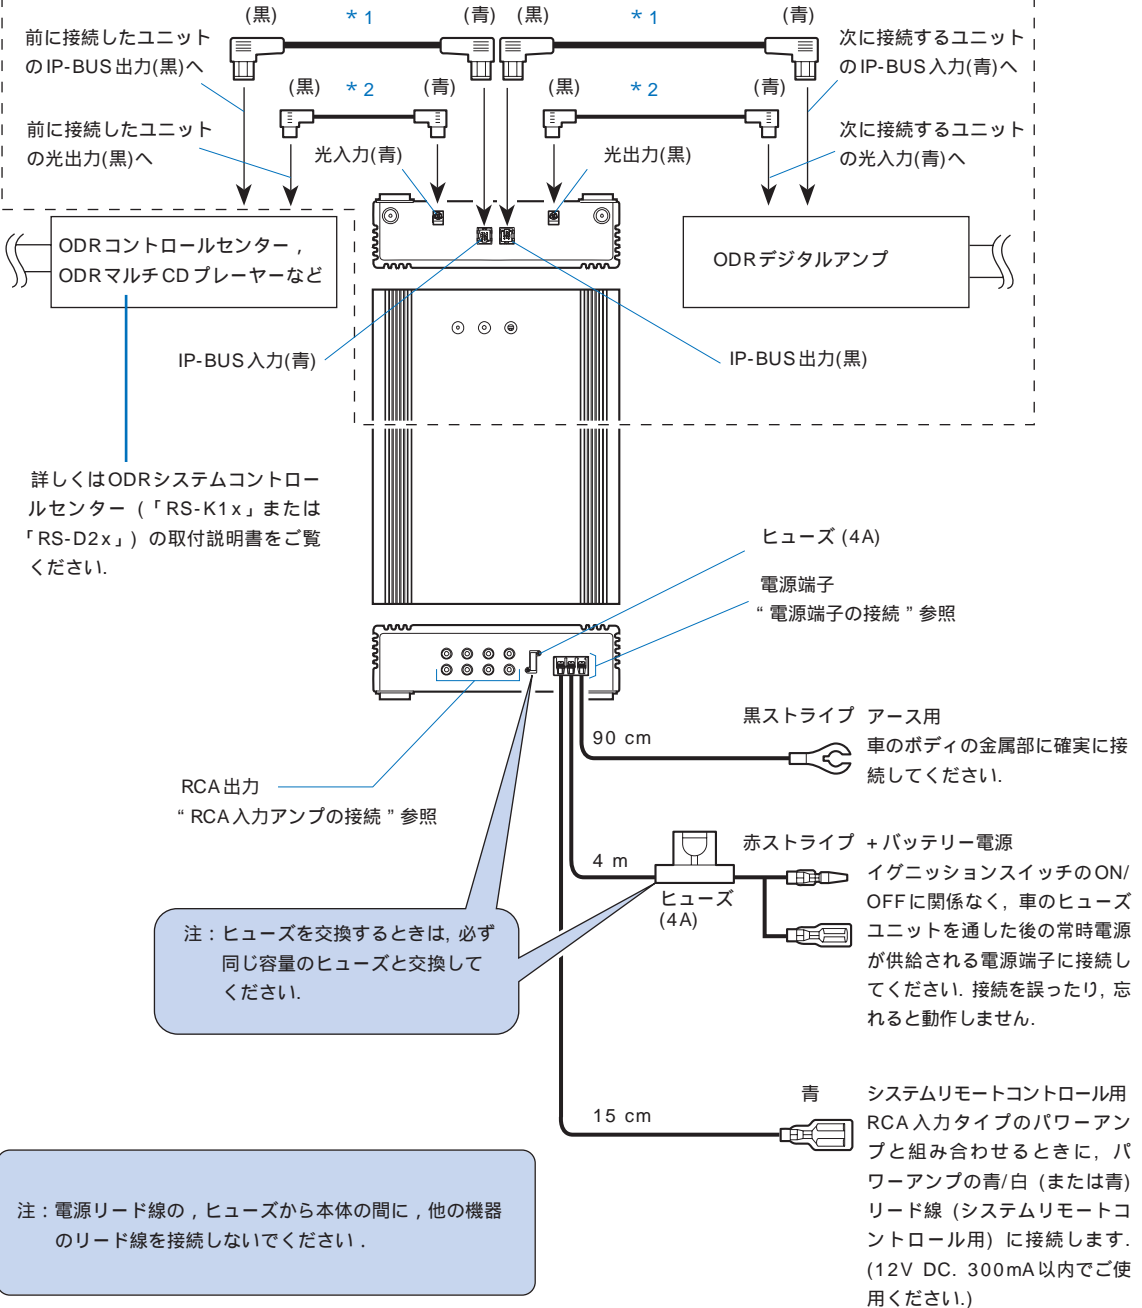 (黒)
*1
(青)
(黒)
*1
(青)
前に接続したユニット
のIP-BUS出力(黒)へ
次に接続するユニット
のIP-BUS入力(青)へ
(黒)
*2
(青)
(黒)
*2
(青)
前に接続したユニット
の光出力(黒)へ
次に接続するユニット
の光入力(青)へ
光入力(青)
光出力(黒)
ODRコントロールセンター，
ODRマルチCDプレーヤーなど
ODRデジタルアンプ
IP-BUS入力(青)
IP-BUS出力(黒)
詳しくはODRシステムコントロー
ルセンター (「RS-K1x」または
「RS-D2x」) の取付説明書をご覧
ください.
ヒューズ (4A)
電源端子
“電源端子の接続”参照
RCA出力
“RCA入力アンプの接続”参照
90 cm
黒ストライプ アース用
車のボディの金属部に確実に接
続してください.
4 m
ヒューズ
(4A)
赤ストライプ +バッテリー電源
イグニッションスイッチのON/
OFFに関係なく, 車のヒューズ
ユニットを通した後の常時電源
が供給される電源端子に接続し
てください. 接続を誤ったり, 忘
れると動作しません.
注：ヒューズを交換するときは, 必ず
同じ容量のヒューズと交換して
ください.
15 cm
青 システムリモートコントロール用
RCA入力タイプのパワーアン
プと組み合わせるときに, パ
ワーアンプの青/白 (または青)
リード線 (システムリモートコ
ントロール用) に接続します.
(12V DC. 300mA以内でご使
用ください.)
注：電源リード線の，ヒューズから本体の間に，他の機器
のリード線を接続しないでください．